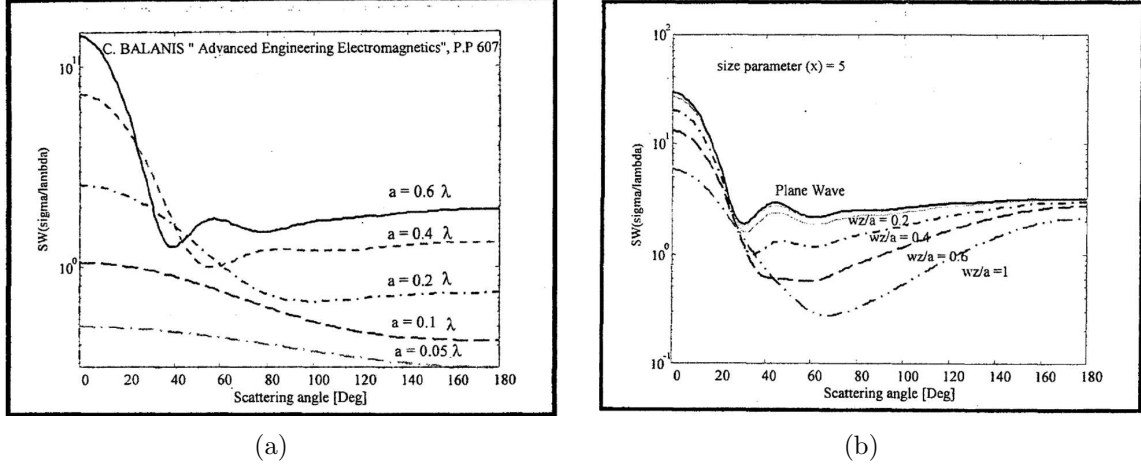 C. BALANIS " Advanced Engineering Electromagnetics", P.P 607
SW(sigma/lambda)
10^1
10^0
a = 0.6 λ
a = 0.4 λ
a = 0.2 λ
a = 0.1 λ
a = 0.05 λ
0 20 40 60 80 100 120 140 160 180
Scattering angle [Deg]
(a)
SW(sigma/lambda)
10^2
10^1
10^0
10^-1
size parameter (x) = 5
Plane Wave
wz/a = 0.2
wz/a = 0.4
wz/a = 0.6
wz/a =1
0 20 40 60 80 100 120 140 160 180
Scattering angle [Deg]
(b)